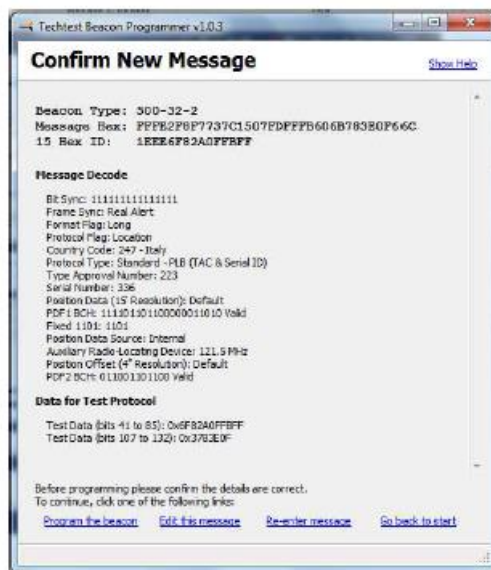 Techtest Beacon Programmer v1.0.3
Confirm New Message
Show Help
Beacon Type: 500-32-2
Message Hex: FFFE2F8F7737C1507FDFFFB606B783E0F66C
15 Hex ID: 1EEE6F82A0FFBFF
Message Decode
Bit Sync: 111111111111111
Frame Sync: Real Alert
Format Flag: Long
Protocol Flag: Location
Country Code: 247 - Italy
Protocol Type: Standard - PLB (TAC & Serial ID)
Type Approval Number: 223
Serial Number: 336
Position Data (15' Resolution): Default
PDF1 BCH: 111101101100000011010 Valid
Fixed 1101: 1101
Position Data Source: Internal
Auxiliary Radio-Locating Device: 121.5 MHz
Position Offset (4" Resolution): Default
PDF2 BCH: 011001101100 Valid
Data for Test Protocol
Test Data (bits 41 to 85): 0x6F82A0FFBFF
Test Data (bits 107 to 132): 0x3783E0F
Before programming please confirm the details are correct.
To continue, click one of the following links:
Program the beacon Edit this message Re-enter message Go back to start